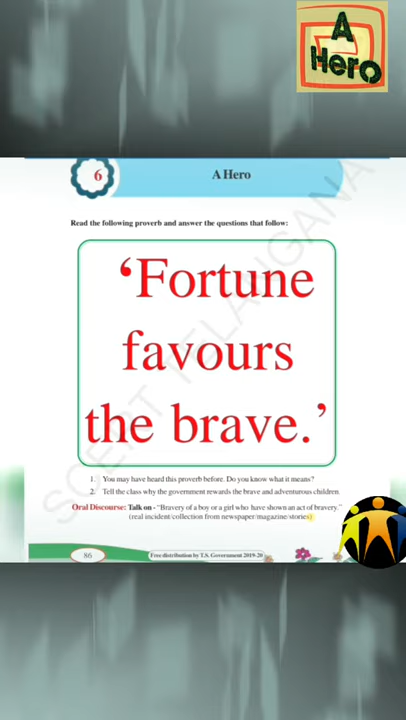 A
Hero
6
A Hero
Read the following proverb and answer the questions that follow:
‘Fortune
favours
the brave.’
1. You may have heard this proverb before. Do you know what it means?
2. Tell the class why the government rewards the brave and adventurous children
Oral Discourse: Talk on - "Bravery of a boy or a girl who have shown an act of bravery."
(real incident/collection from newspaper/magazine/stories)
86
Free distribution by T.S. Government 2019-20
SCERT TELANGANA